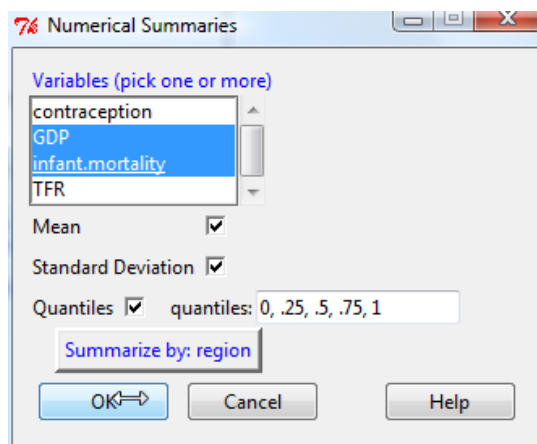 7% Numerical Summaries
Variables (pick one or more)
contraception
GDP
infant.mortality
TFR
Mean
Standard Deviation
Quantiles quantiles: 0, .25, .5, .75, 1
Summarize by: region
OK Cancel Help